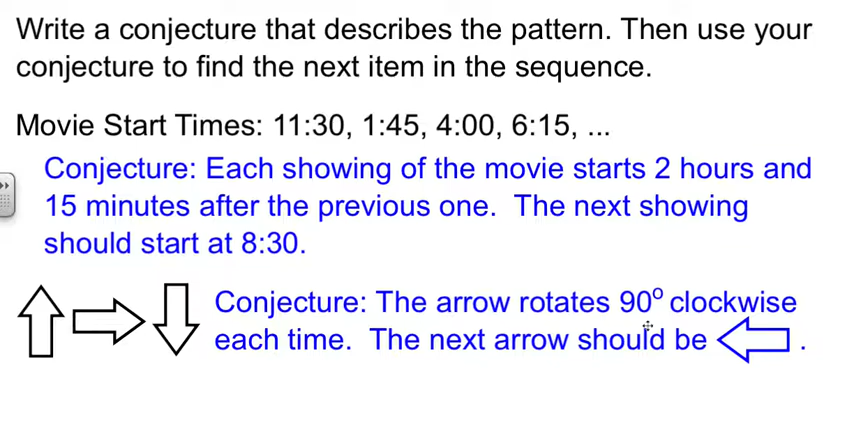 Write a conjecture that describes the pattern. Then use your
conjecture to find the next item in the sequence.
Movie Start Times: 11:30, 1:45, 4:00, 6:15, ...
Conjecture: Each showing of the movie starts 2 hours and
15 minutes after the previous one. The next showing
should start at 8:30.
Conjecture: The arrow rotates 90º clockwise
each time. The next arrow should be .